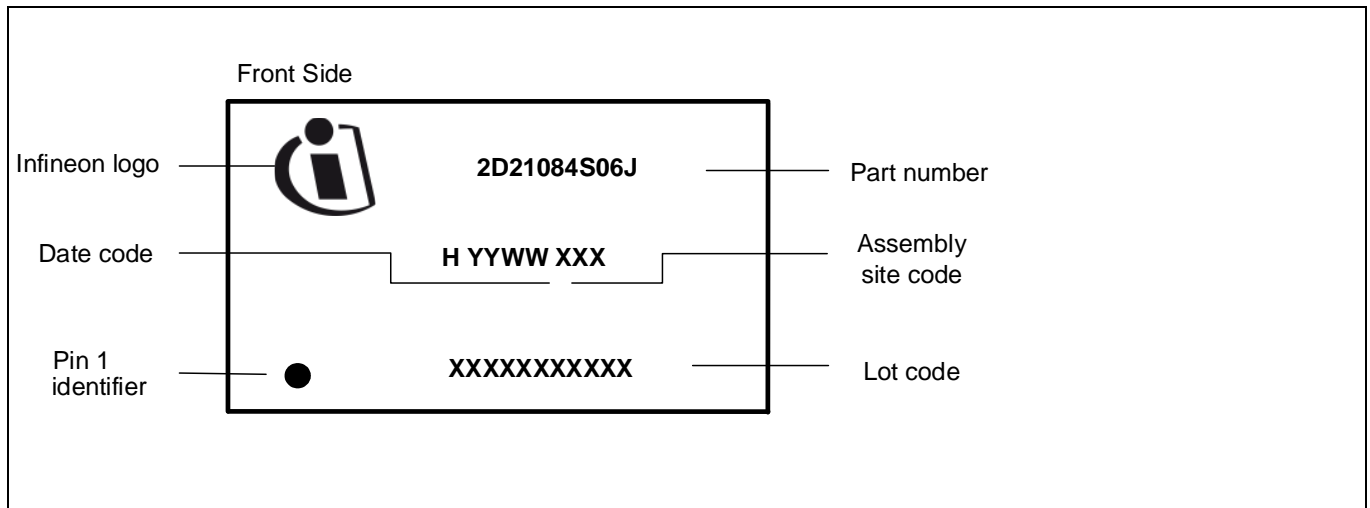 Front Side
Infineon logo
2D21084S06J
Part number
Date code
H YYWW XXX
Assembly
site code
Pin 1
identifier
XXXXXXXXXXX
Lot code